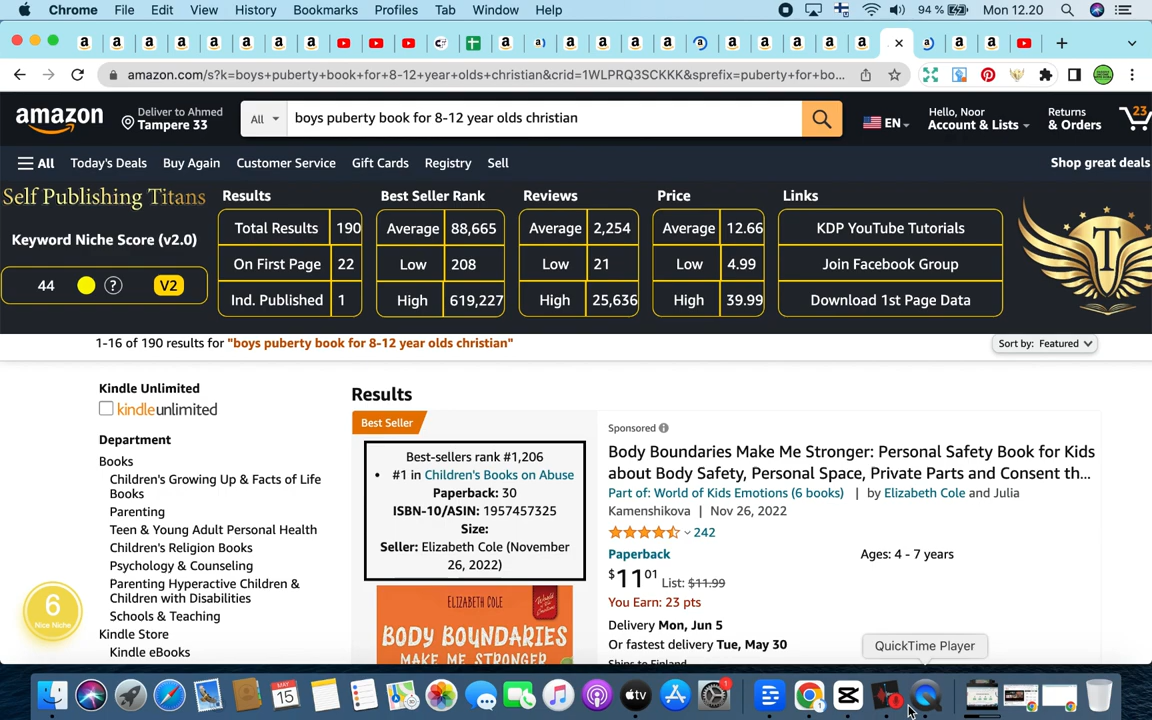 Chrome File Edit View History Bookmarks Profiles Tab Window Help 94 % Mon 12.20
amazon.com/s?k=boys+puberty+book+for+8-12+year+olds+christian&crid=1WLPRQ3SCKKK&sprefix=puberty+for+bo...
amazon
Deliver to Ahmed
Tampere 33
All
boys puberty book for 8-12 year olds christian
EN
Hello, Noor
Account & Lists
Returns
& Orders
23
All Today's Deals Buy Again Customer Service Gift Cards Registry Sell Shop great deals
Self Publishing Titans
Keyword Niche Score (v2.0)
44 ? V2
Results
Total Results 190
On First Page 22
Ind. Published 1
Best Seller Rank
Average 88,665
Low 208
High 619,227
Reviews
Average 2,254
Low 21
High 25,636
Price
Average 12.66
Low 4.99
High 39.99
Links
KDP YouTube Tutorials
Join Facebook Group
Download 1st Page Data
T
1-16 of 190 results for "boys puberty book for 8-12 year olds christian"
Sort by: Featured
Kindle Unlimited
kindleunlimited
Department
Books
Children's Growing Up & Facts of Life
Books
Parenting
Teen & Young Adult Personal Health
Children's Religion Books
Psychology & Counseling
Parenting Hyperactive Children &
Children with Disabilities
Schools & Teaching
Kindle Store
Kindle eBooks
6
Nice Niche
Results
Best Seller
Best-sellers rank #1,206
#1 in Children's Books on Abuse
Paperback: 30
ISBN-10/ASIN: 1957457325
Size:
Seller: Elizabeth Cole (November
26, 2022)
ELIZABETH COLE
BODY BOUNDARIES
MAKE ME STRONGER
Sponsored
Body Boundaries Make Me Stronger: Personal Safety Book for Kids
about Body Safety, Personal Space, Private Parts and Consent th...
Part of: World of Kids Emotions (6 books) | by Elizabeth Cole and Julia
Kamenshikova | Nov 26, 2022
242
Paperback
$11 01 List: $11.99
You Earn: 23 pts
Delivery Mon, Jun 5
Or fastest delivery Tue, May 30
Ships to Finland
Ages: 4 - 7 years
QuickTime Player
MAY
15
tv
1